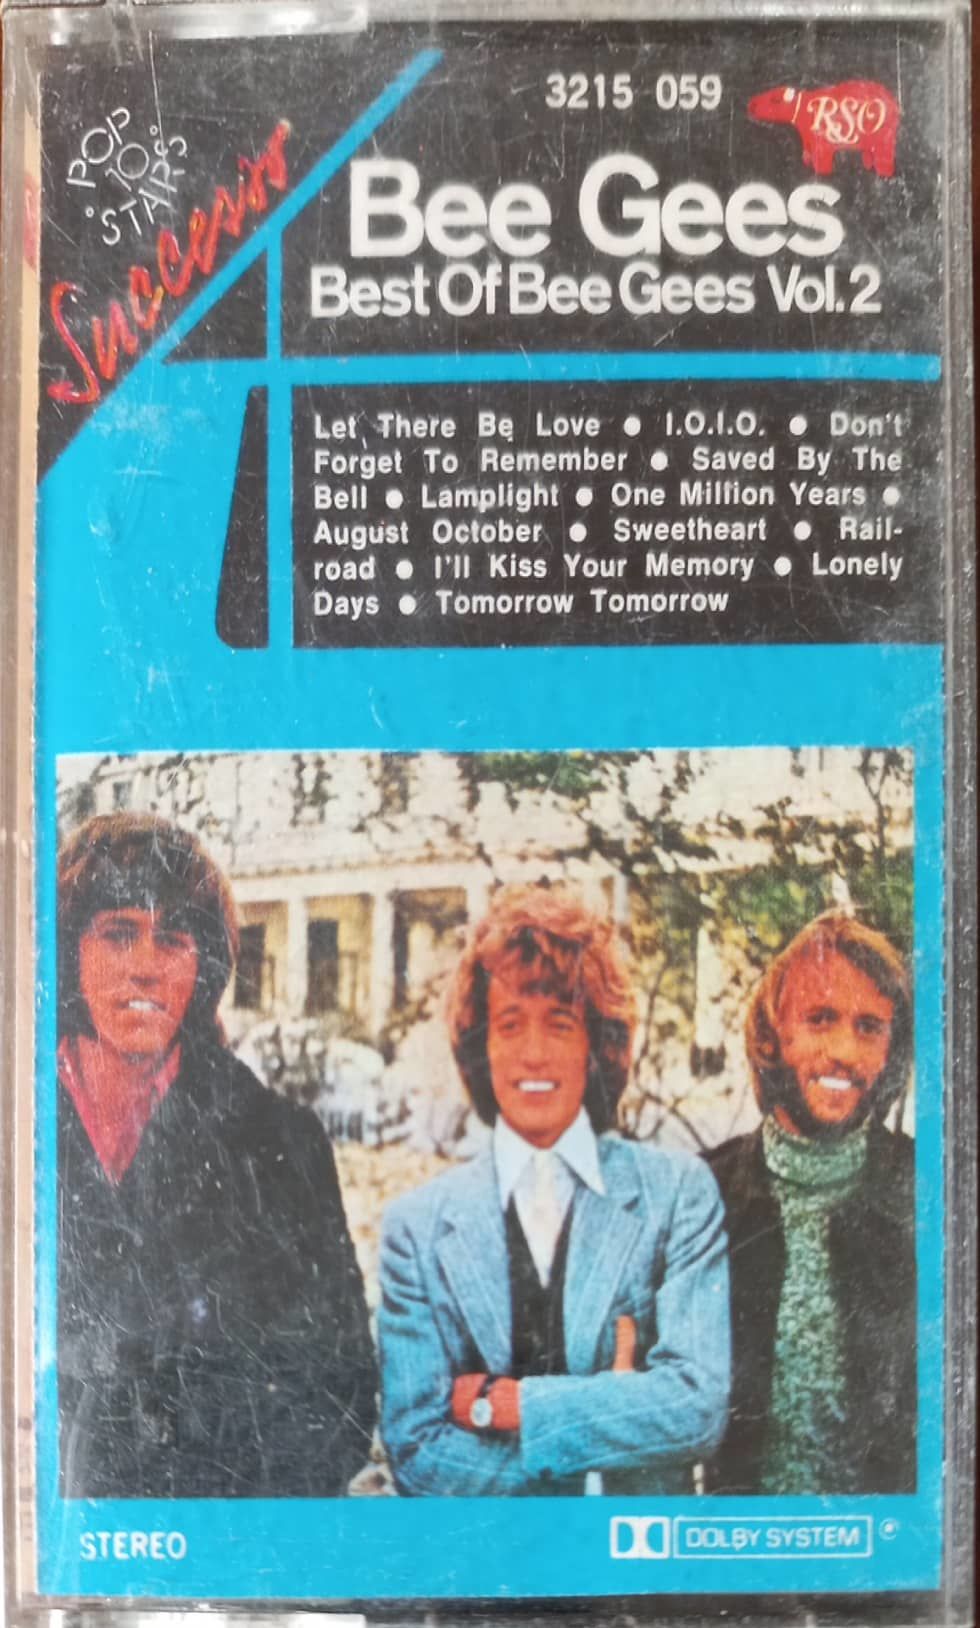 POP
10
STARS
Success
3215 059
RSO
Bee Gees
Best Of Bee Gees Vol.2
Let There Be Love ● I.O.I.O. ● Don't
Forget To Remember ● Saved By The
Bell ● Lamplight ● One Million Years ●
August October ● Sweetheart ● Rail-
road ● I'll Kiss Your Memory ● Lonely
Days ● Tomorrow Tomorrow
STEREO
DOLBY SYSTEM ®